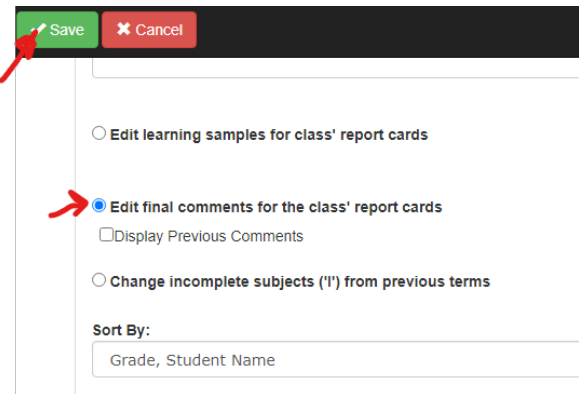 Save
Cancel
Edit learning samples for class' report cards
Edit final comments for the class' report cards
Display Previous Comments
Change incomplete subjects ('I') from previous terms
Sort By:
Grade, Student Name